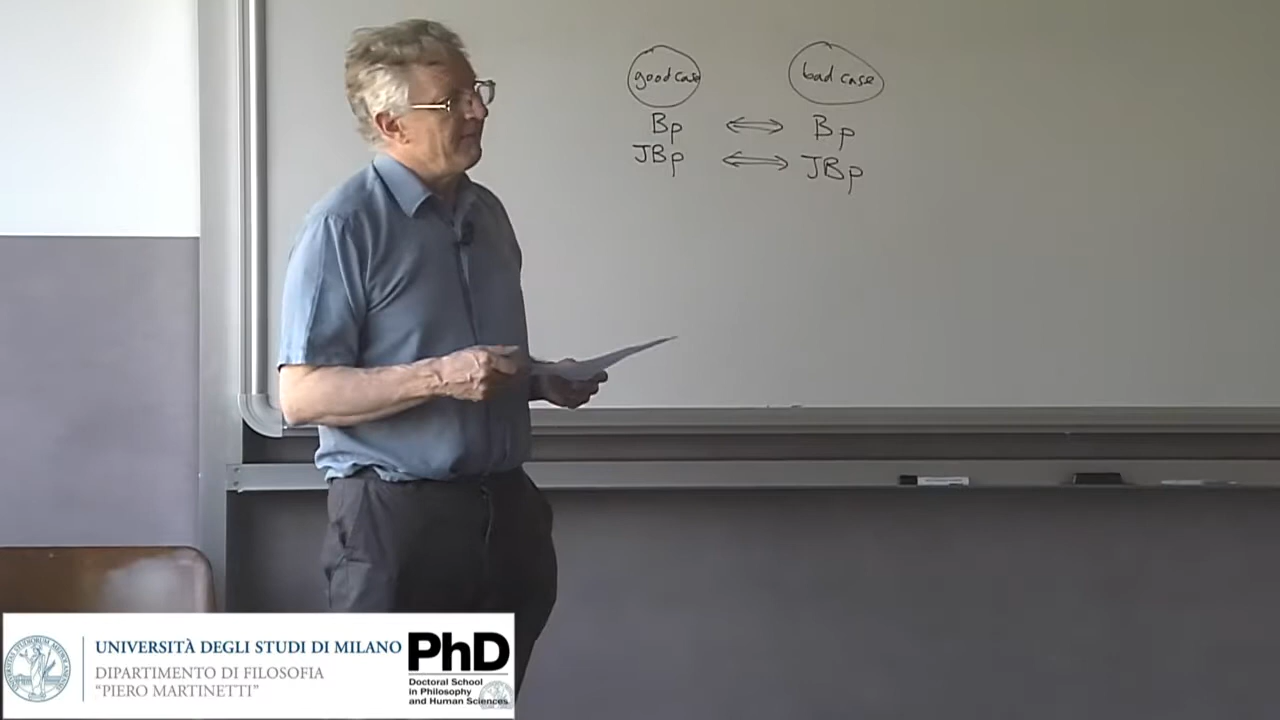 good case bad case
Bp ⟺ Bp
JBp ⟺ JBp
UNIVERSITÀ DEGLI STUDI DI MILANO
DIPARTIMENTO DI FILOSOFIA
"PIERO MARTINETTI"
PhD
Doctoral School
in Philosophy
and Human Sciences